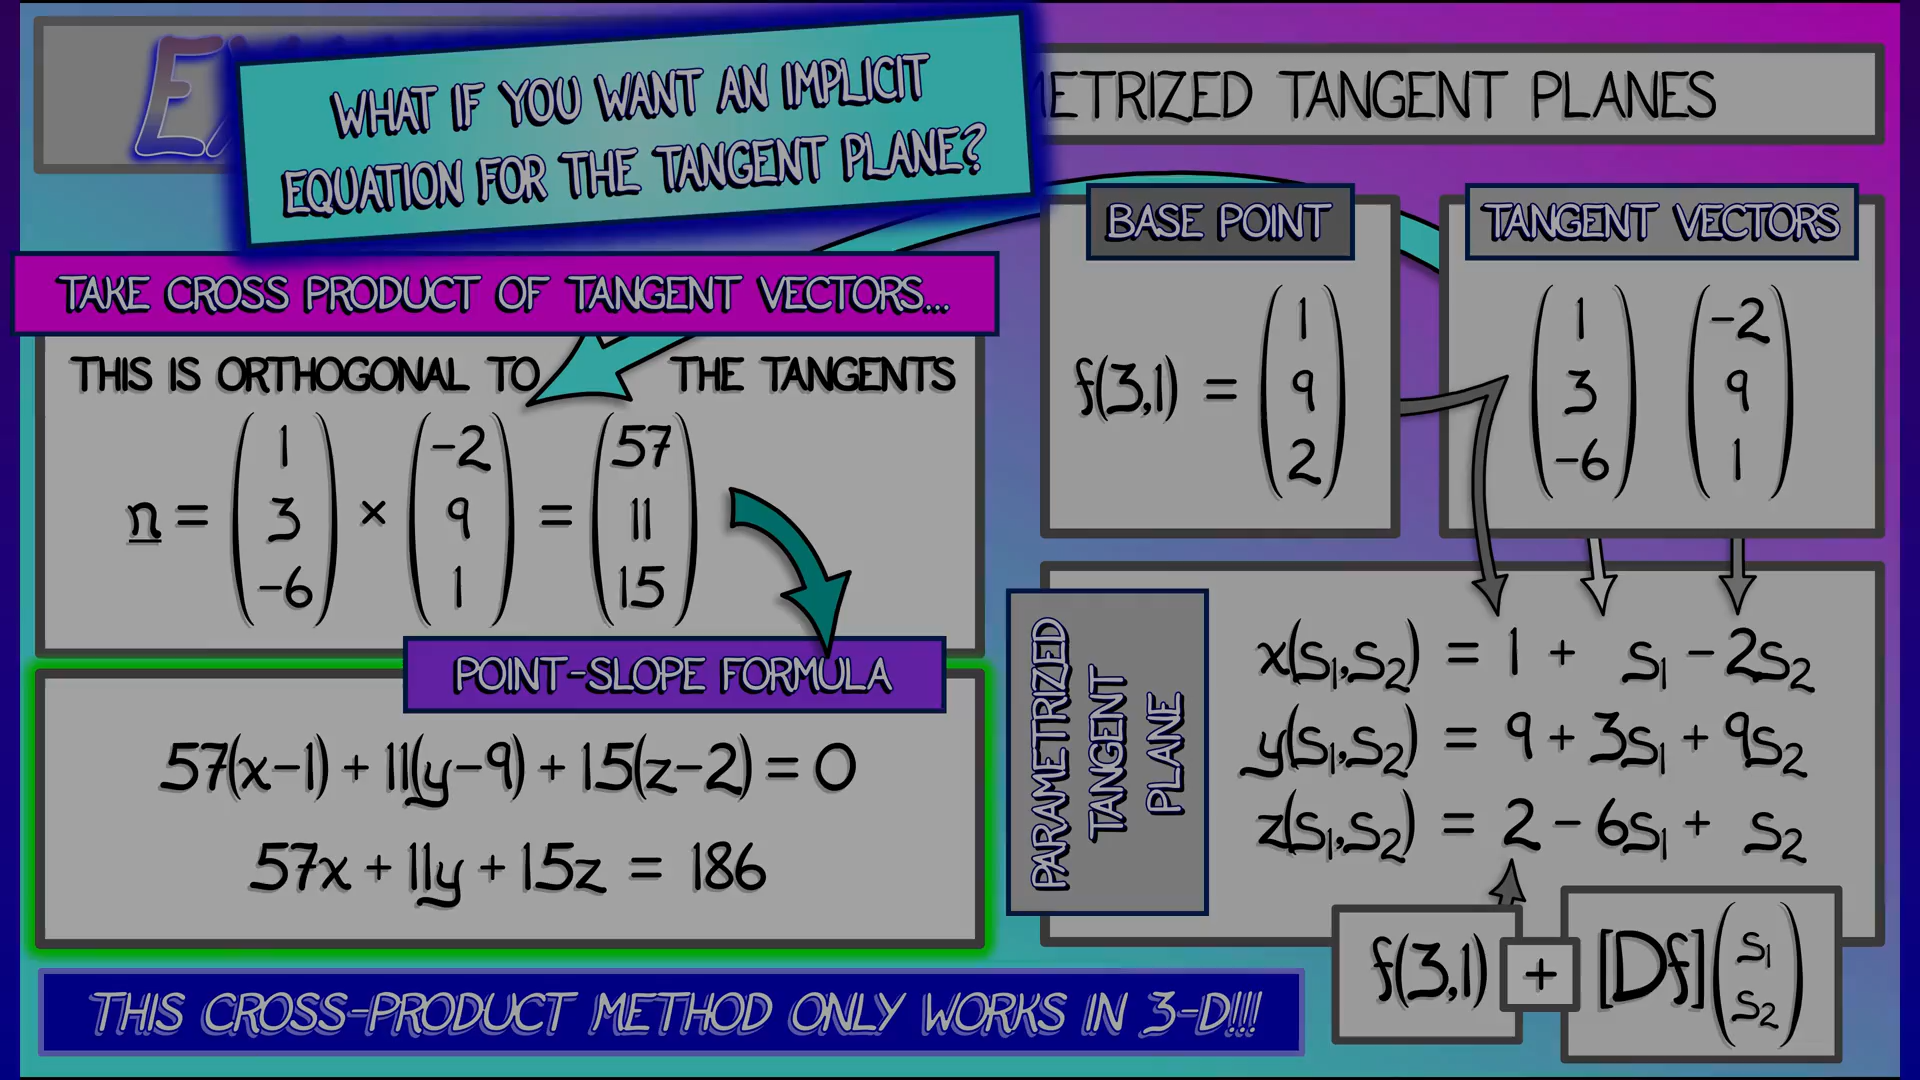 WHAT IF YOU WANT AN IMPLICIT
EQUATION FOR THE TANGENT PLANE?
TANGENT PLANES
TAKE CROSS PRODUCT OF TANGENT VECTORS...
THIS IS ORTHOGONAL TO THE TANGENTS
n = (1 3 -6) × (-2 9 1) = (57 11 15)
POINT-SLOPE FORMULA
57(x-1) + 11(y-9) + 15(z-2) = 0
57x + 11y + 15z = 186
THIS CROSS-PRODUCT METHOD ONLY WORKS IN 3-D!!!
BASE POINT
f(3,1) = (1 9 2)
TANGENT VECTORS
(1 3 -6) (-2 9 1)
PARAMETRIZED
TANGENT
PLANE
x(s₁,s₂) = 1 + s₁ - 2s₂
y(s₁,s₂) = 9 + 3s₁ + 9s₂
z(s₁,s₂) = 2 - 6s₁ + s₂
f(3,1) + [Df] (s₁ s₂)